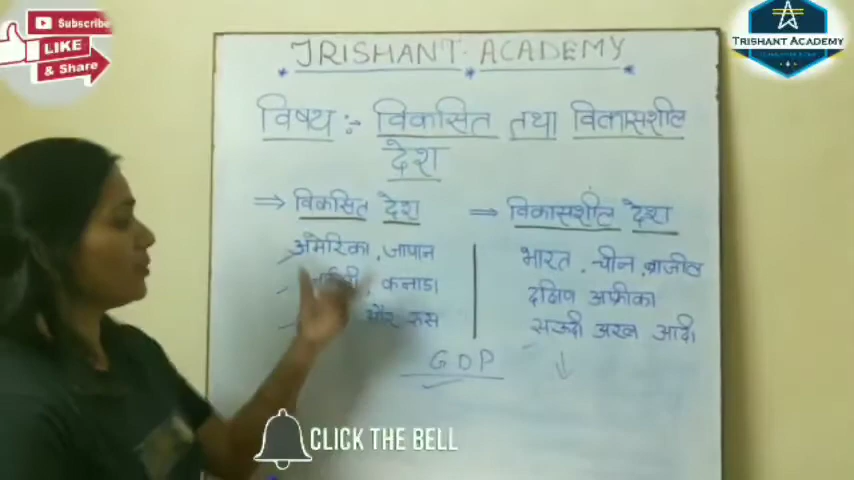 Subscribe
LIKE
& Share
TRISHANT ACADEMY
TRISHANT ACADEMY
विषय :- विकसित तथा विकासशील
देश
⇒ विकसित देश
अमेरिका, जापान
, कनाडा
और रूस
⇒ विकासशील देश
भारत, चीन, ब्राजील
दक्षिण अफ्रीका
सऊदी अरब आदी
GDP
CLICK THE BELL